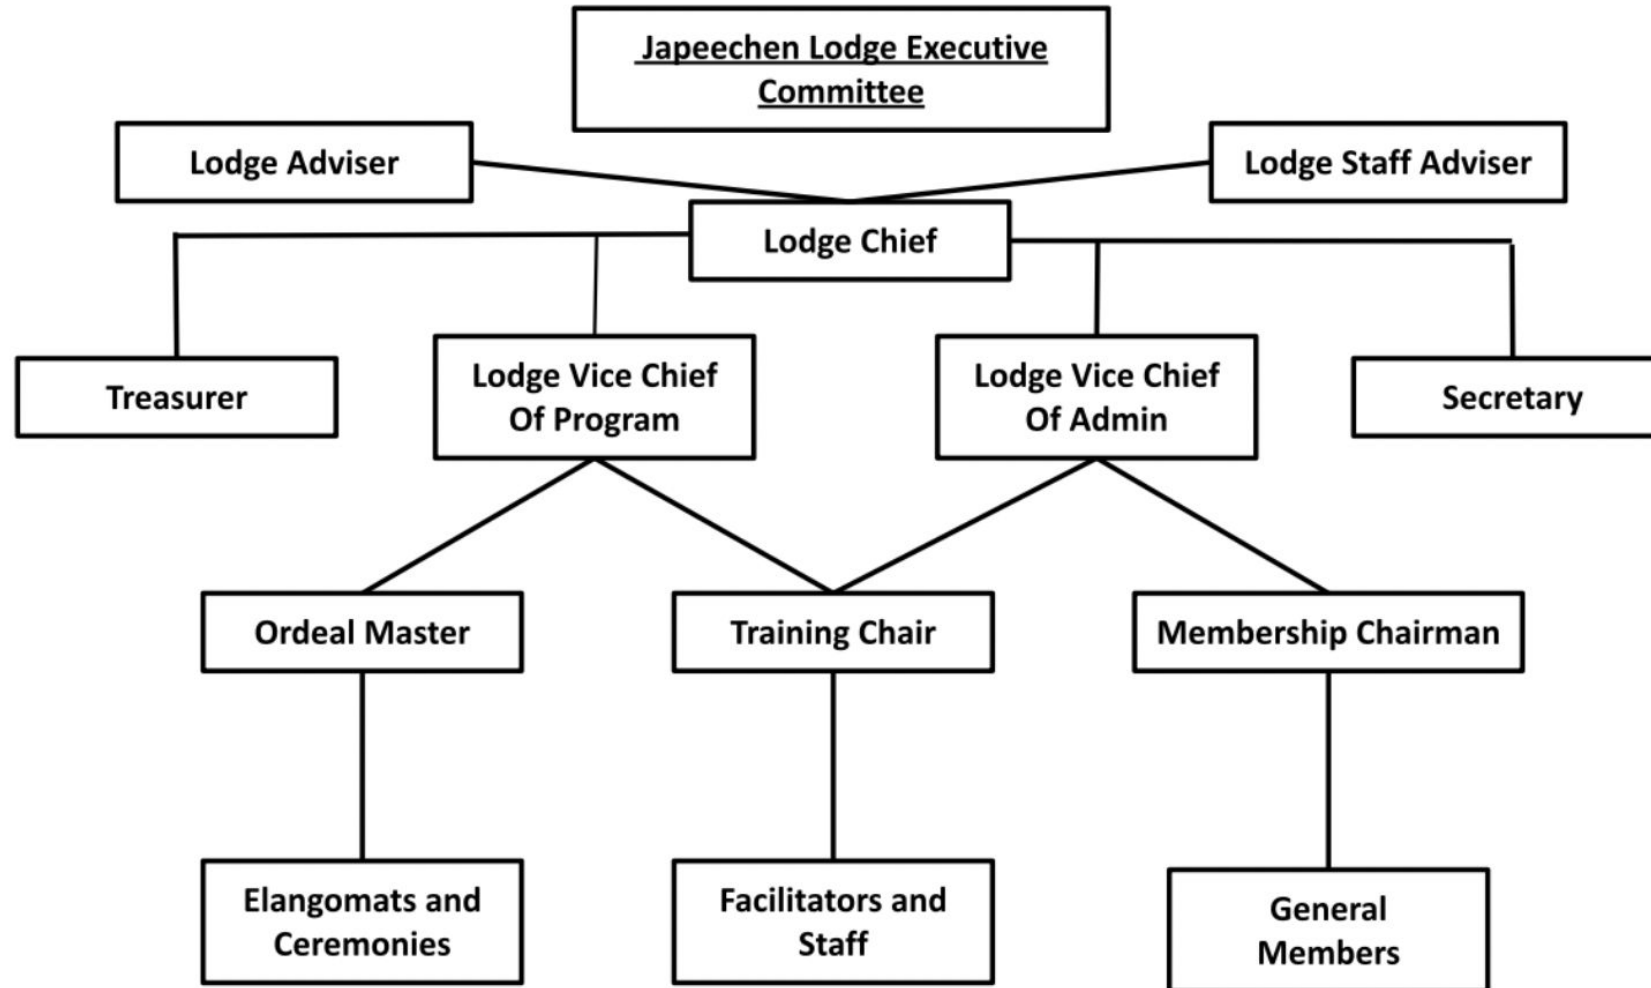 Japeechen Lodge Executive
Committee
Lodge Adviser
Lodge Staff Adviser
Lodge Chief
Treasurer
Lodge Vice Chief
Of Program
Lodge Vice Chief
Of Admin
Secretary
Ordeal Master
Training Chair
Membership Chairman
Elangomats and
Ceremonies
Facilitators and
Staff
General
Members